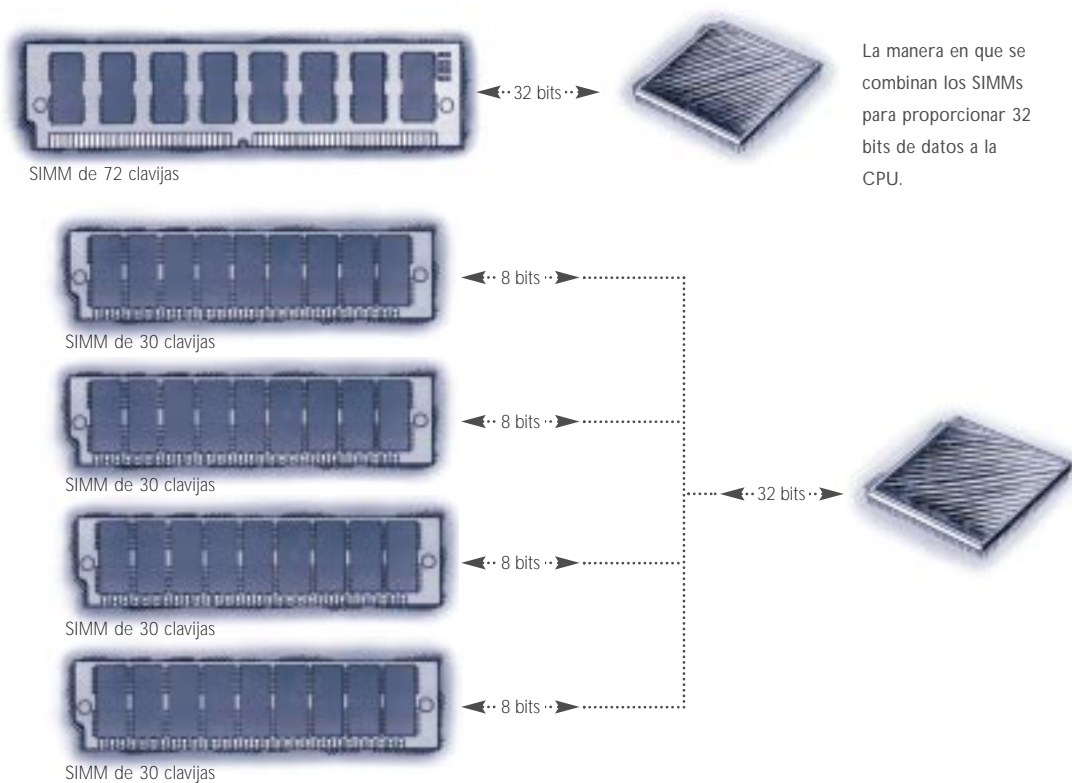 32 bits
La manera en que se
combinan los SIMMs
para proporcionar 32
bits de datos a la
CPU.
SIMM de 72 clavijas
8 bits
SIMM de 30 clavijas
8 bits
SIMM de 30 clavijas
32 bits
8 bits
SIMM de 30 clavijas
8 bits
SIMM de 30 clavijas